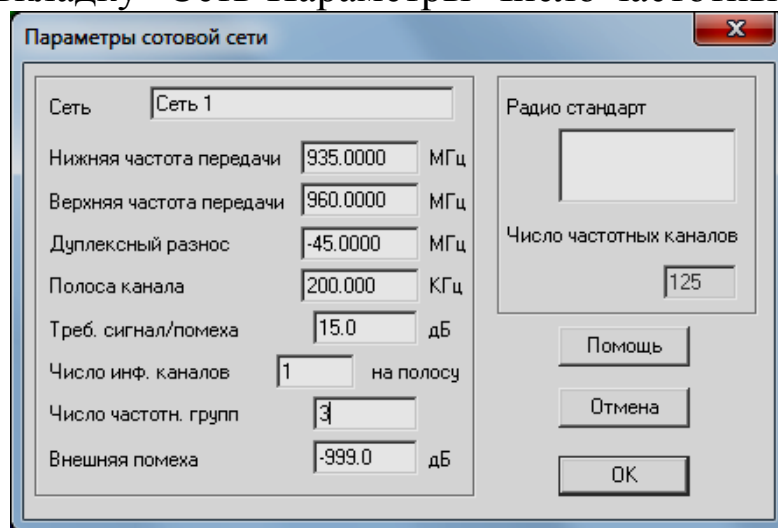 Сеть Параметры Число
Параметры сотовой сети
Сеть Сеть 1
Нижняя частота передачи 935.0000 МГц
Верхняя частота передачи 960.0000 МГц
Дуплексный разнос -45.0000 МГц
Полоса канала 200.000 КГц
Треб. сигнал/помеха 15.0 дБ
Число инф. каналов 1 на полосу
Число частотн. групп 3
Внешняя помеха -999.0 дБ
Радио стандарт
Число частотных каналов
125
Помощь
Отмена
OK